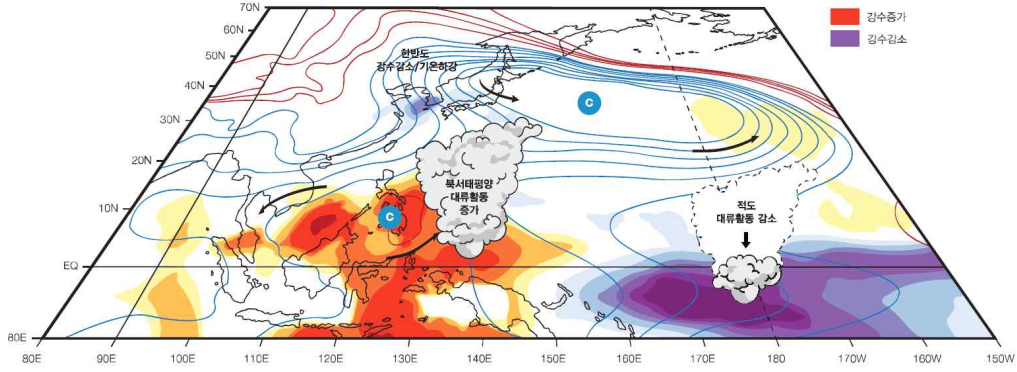 70N
60N
50N
40N
30N
20N
10N
EQ
80E
강수증가
강수감소
한반도
강수감소/기온하강
C
북서태평양
대류활동
증가
C
적도
대류활동 감소
80E 90E 100E 110E 120E 130E 140E 150E 160E 170E 180 170W 160W 150W